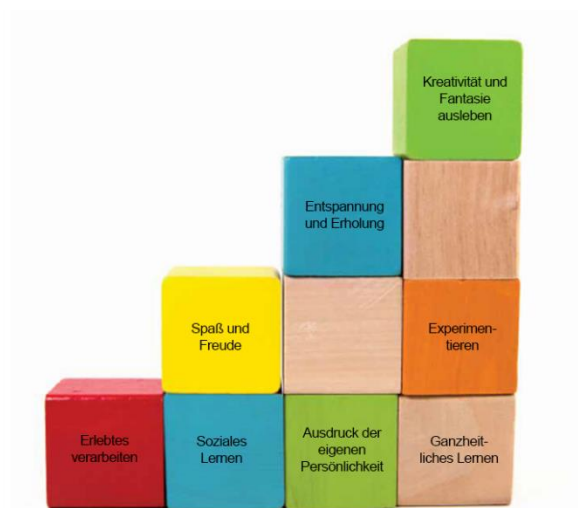 Kreativität und
Fantasie
ausleben
Entspannung
und Erholung
Spaß und
Freude
Experimen-
tieren
Erlebtes
verarbeiten
Soziales
Lernen
Ausdruck der
eigenen
Persönlichkeit
Ganzheit-
liches Lernen